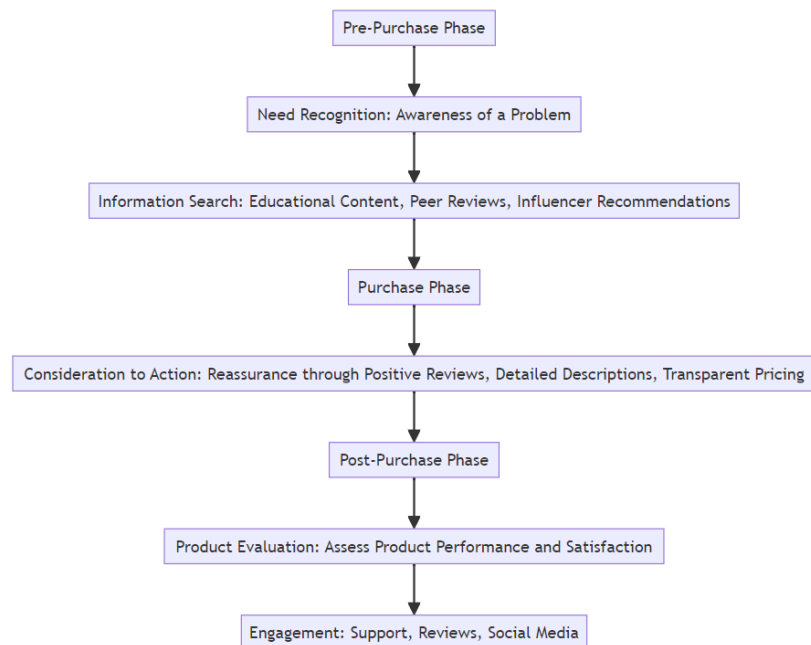 Pre-Purchase Phase
Need Recognition: Awareness of a Problem
Information Search: Educational Content, Peer Reviews, Influencer Recommendations
Purchase Phase
Consideration to Action: Reassurance through Positive Reviews, Detailed Descriptions, Transparent Pricing
Post-Purchase Phase
Product Evaluation: Assess Product Performance and Satisfaction
Engagement: Support, Reviews, Social Media